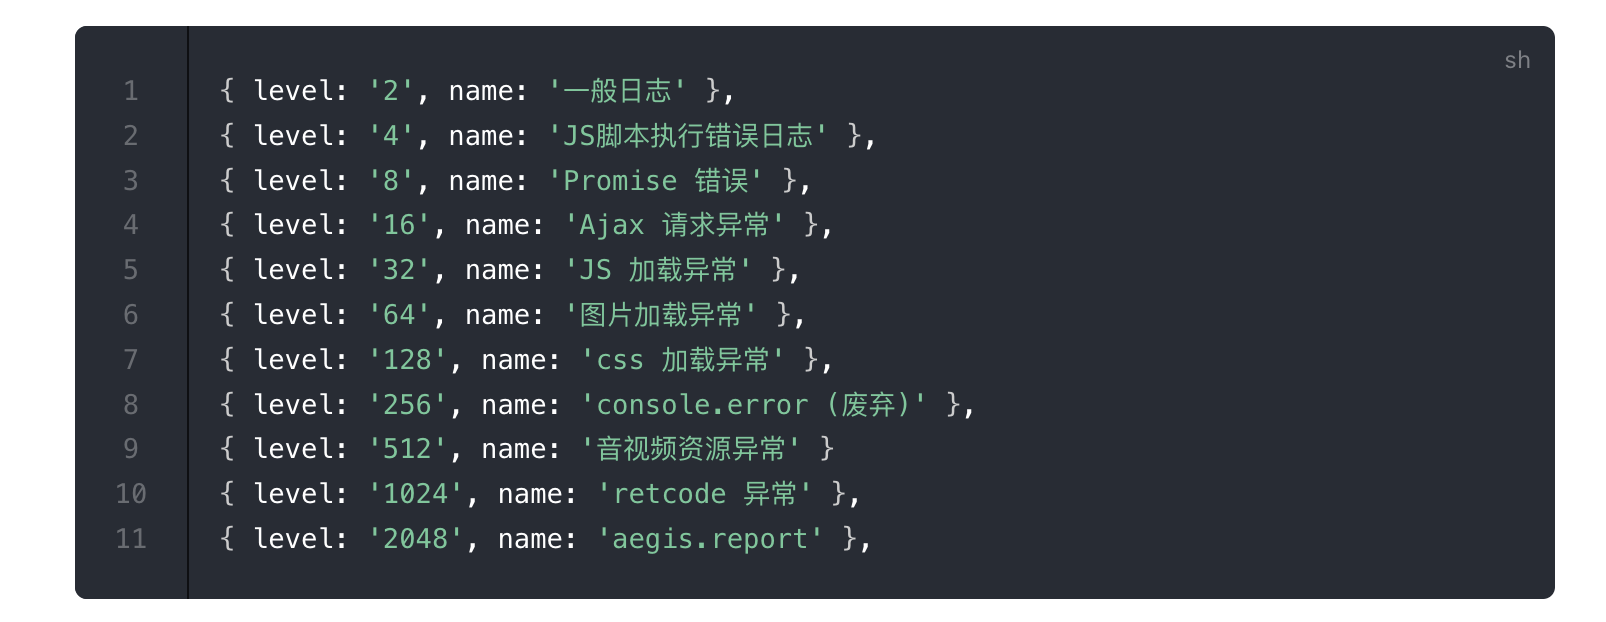 sh
1 { level: '2', name: '一般日志' },
2 { level: '4', name: 'JS脚本执行错误日志' },
3 { level: '8', name: 'Promise 错误' },
4 { level: '16', name: 'Ajax 请求异常' },
5 { level: '32', name: 'JS 加载异常' },
6 { level: '64', name: '图片加载异常' },
7 { level: '128', name: 'css 加载异常' },
8 { level: '256', name: 'console.error (废弃)' },
9 { level: '512', name: '音视频资源异常' }
10 { level: '1024', name: 'retcode 异常' },
11 { level: '2048', name: 'aegis.report' },